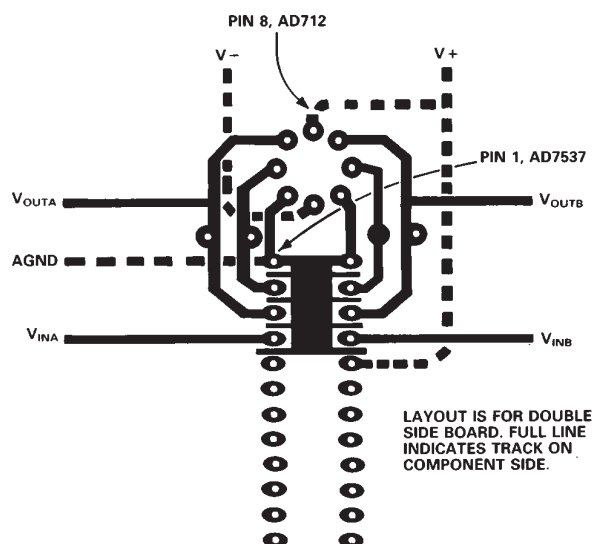 PIN 8, AD712
V–
V+
PIN 1, AD7537
VOUTA
VOUTB
AGND
VINA
VINB
LAYOUT IS FOR DOUBLE
SIDE BOARD. FULL LINE
INDICATES TRACK ON
COMPONENT SIDE.